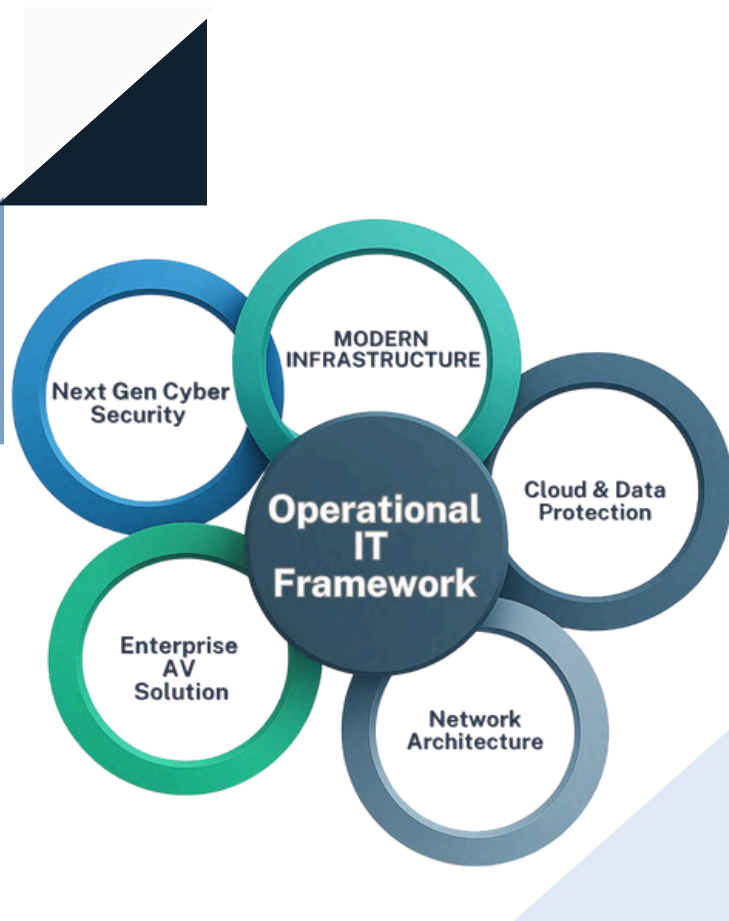 MODERN
INFRASTRUCTURE
Next Gen Cyber
Security
Cloud & Data
Protection
Operational
IT
Framework
Enterprise
AV
Solution
Network
Architecture